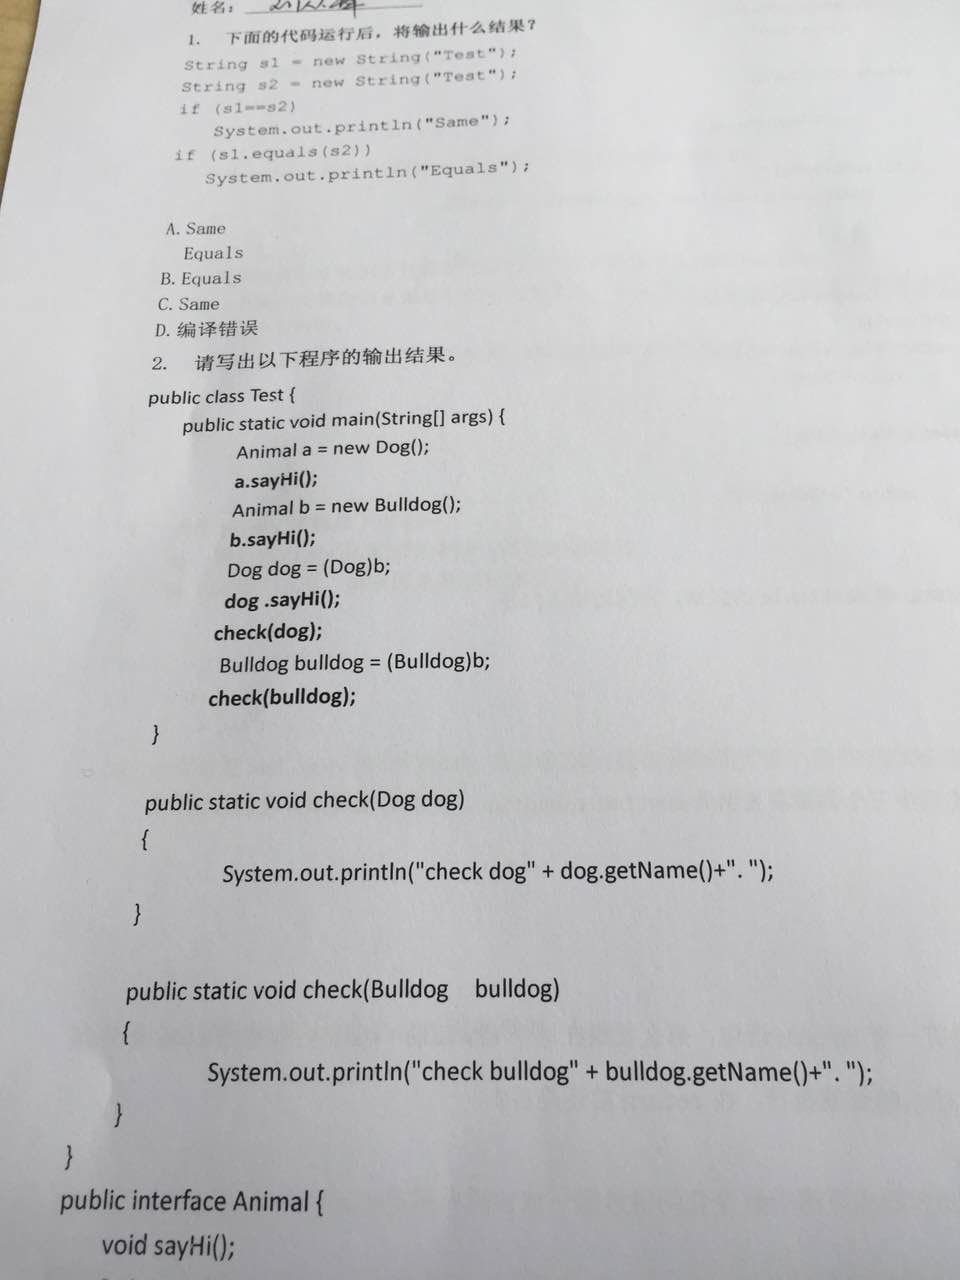 姓名：
1. 下面的代码运行后，将输出什么结果？
String s1 = new String("Test");
String s2 = new String("Test");
if (s1==s2)
System.out.println("Same");
if (s1.equals(s2))
System.out.println("Equals");
A. Same
Equals
B. Equals
C. Same
D. 编译错误
2. 请写出以下程序的输出结果。
public class Test {
public static void main(String[] args) {
Animal a = new Dog();
a.sayHi();
Animal b = new Bulldog();
b.sayHi();
Dog dog = (Dog)b;
dog .sayHi();
check(dog);
Bulldog bulldog = (Bulldog)b;
check(bulldog);
}
public static void check(Dog dog)
{
System.out.println("check dog" + dog.getName()+". ");
}
public static void check(Bulldog bulldog)
{
System.out.println("check bulldog" + bulldog.getName()+". ");
}
}
public interface Animal {
void sayHi();